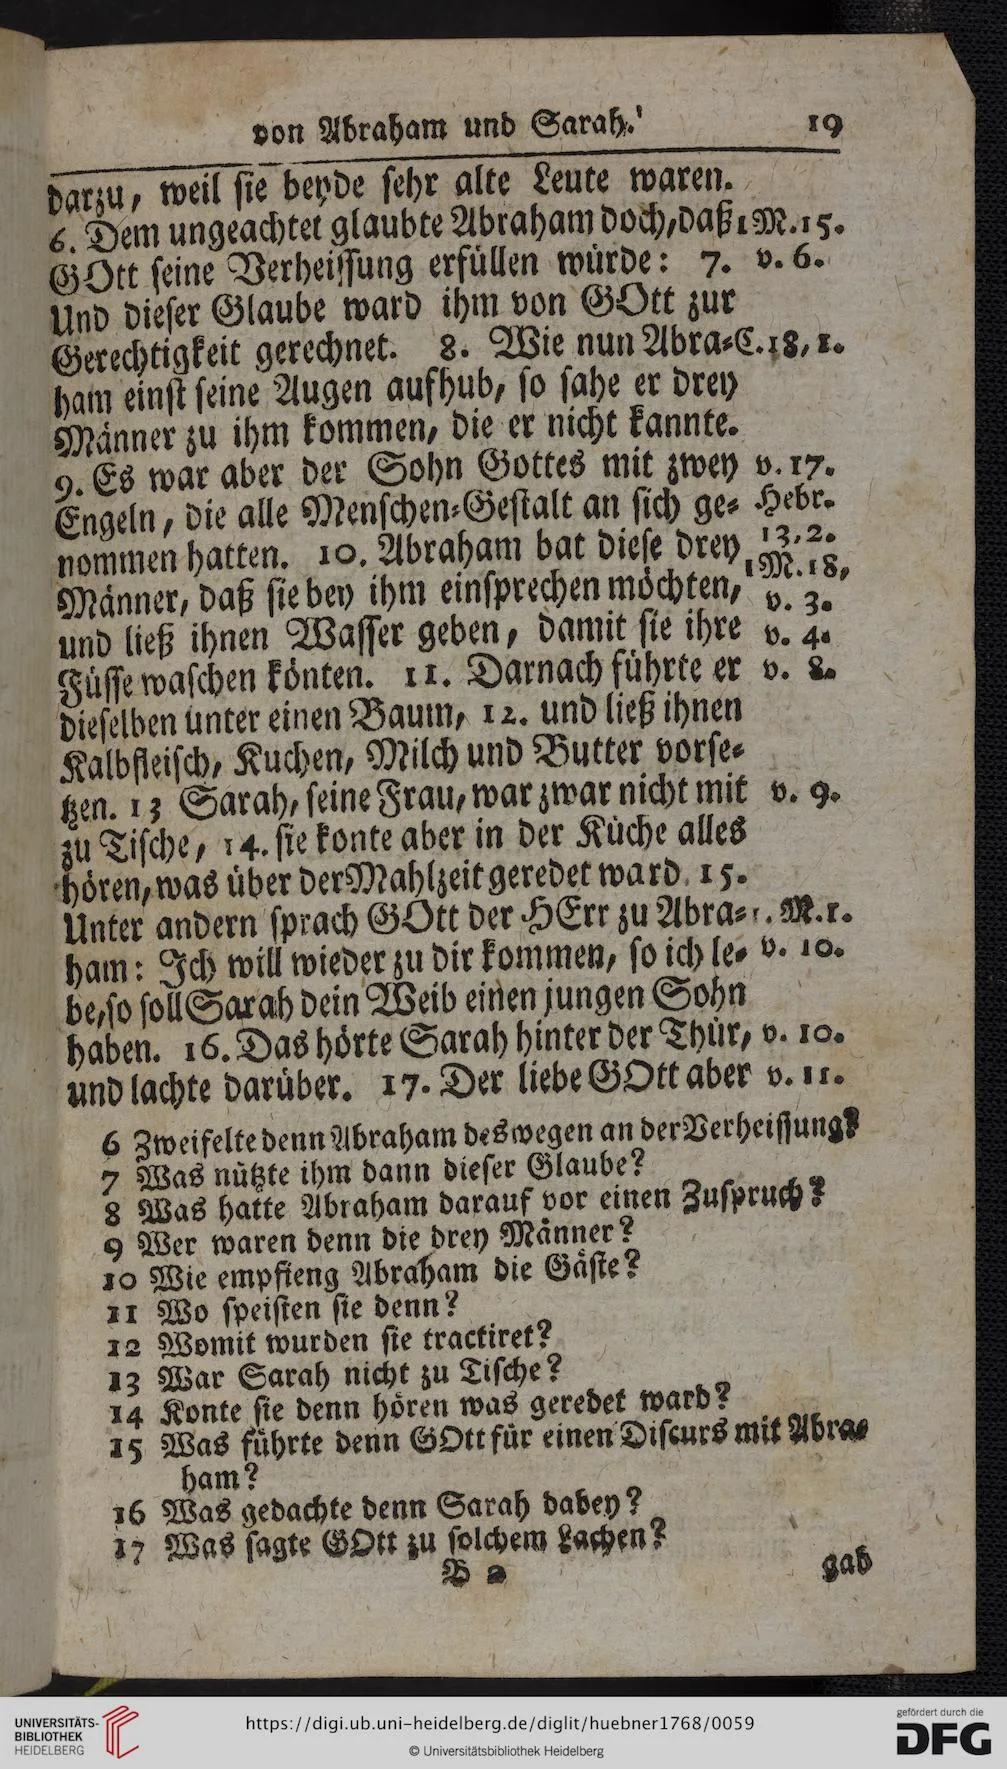 von Abraham und Sarah. 19
darzu, weil sie beyde sehr alte Leute waren.
6. Dem ungeachtet glaubte Abraham doch, daß 1 M. 15.
GOtt seine Verheissung erfüllen würde: 7. v. 6.
Und dieser Glaube ward ihm von GOtt zur
Gerechtigkeit gerechnet. 8. Wie nun Abra- C. 18, 1.
ham einst seine Augen aufhub, so sahe er drey
Männer zu ihm kommen, die er nicht kannte.
9. Es war aber der Sohn Gottes mit zwey v. 17.
Engeln, die alle Menschen-Gestalt an sich ge- Hebr.
nommen hatten. 10. Abraham bat diese drey 13, 2.
Männer, daß sie bey ihm einsprechen möchten, 1 M. 18, v. 3.
und ließ ihnen Wasser geben, damit sie ihre v. 4.
Füsse waschen könten. 11. Darnach führte er v. 8.
dieselben unter einen Baum, 12. und ließ ihnen
Kalbfleisch, Kuchen, Milch und Butter vorse-
tzen. 13 Sarah, seine Frau, war zwar nicht mit v. 9.
zu Tische, 14. sie konte aber in der Küche alles
hören, was über der Mahlzeit geredet ward. 15.
Unter andern sprach GOtt der HErr zu Abra- 1. M. 1.
ham: Ich will wieder zu dir kommen, so ich le- v. 10.
be, so soll Sarah dein Weib einen jungen Sohn
haben. 16. Das hörte Sarah hinter der Thür, v. 10.
und lachte darüber. 17. Der liebe GOtt aber v. 11.
6 Zweifelte denn Abraham deswegen an der Verheissung?
7 Was nützte ihm dann dieser Glaube?
8 Was hatte Abraham darauf vor einen Zuspruch?
9 Wer waren denn die drey Männer?
10 Wie empfieng Abraham die Gäste?
11 Wo speisten sie denn?
12 Womit wurden sie tractiret?
13 War Sarah nicht zu Tische?
14 Konte sie denn hören was geredet ward?
15 Was führte denn GOtt für einen Discurs mit Abra-
ham?
16 Was gedachte denn Sarah dabey?
17 Was sagte GOtt zu solchem Lachen?
B 2 gab
UNIVERSITÄTS-
BIBLIOTHEK
HEIDELBERG
https://digi.ub.uni-heidelberg.de/diglit/huebner1768/0059
© Universitätsbibliothek Heidelberg
gefördert durch die
DFG